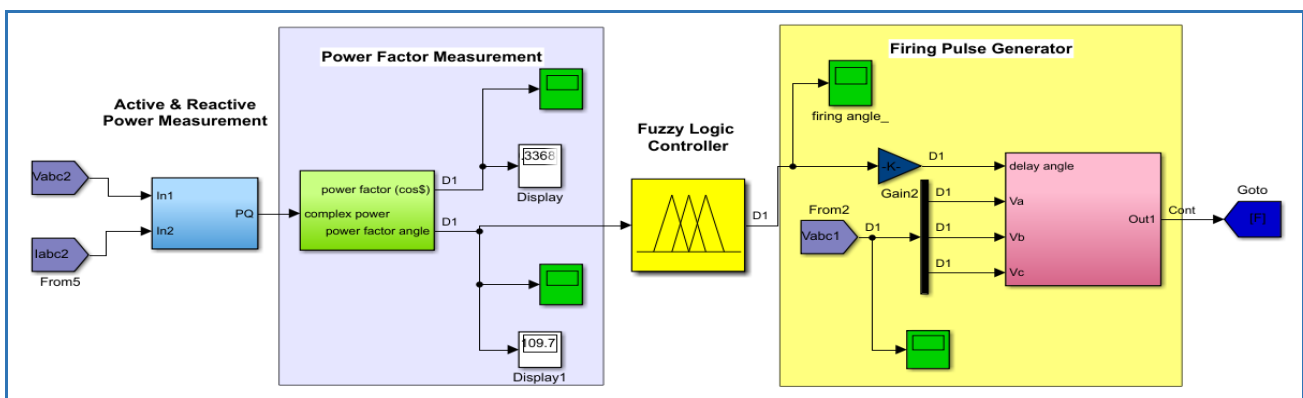 Power Factor Measurement
Firing Pulse Generator
Active & Reactive
Power Measurement
Fuzzy Logic
Controller
firing angle_
Vabc2
Iabc2
From5
In1
In2
PQ
power factor (cos$)
complex power
power factor angle
D1
D1
.3368
Display
109.7
Display1
D1
-K-
Gain2
D1
From2
Vabc1
D1
D1
D1
D1
delay angle
Va
Vb
Vc
Out1
Cont
Goto
[F]